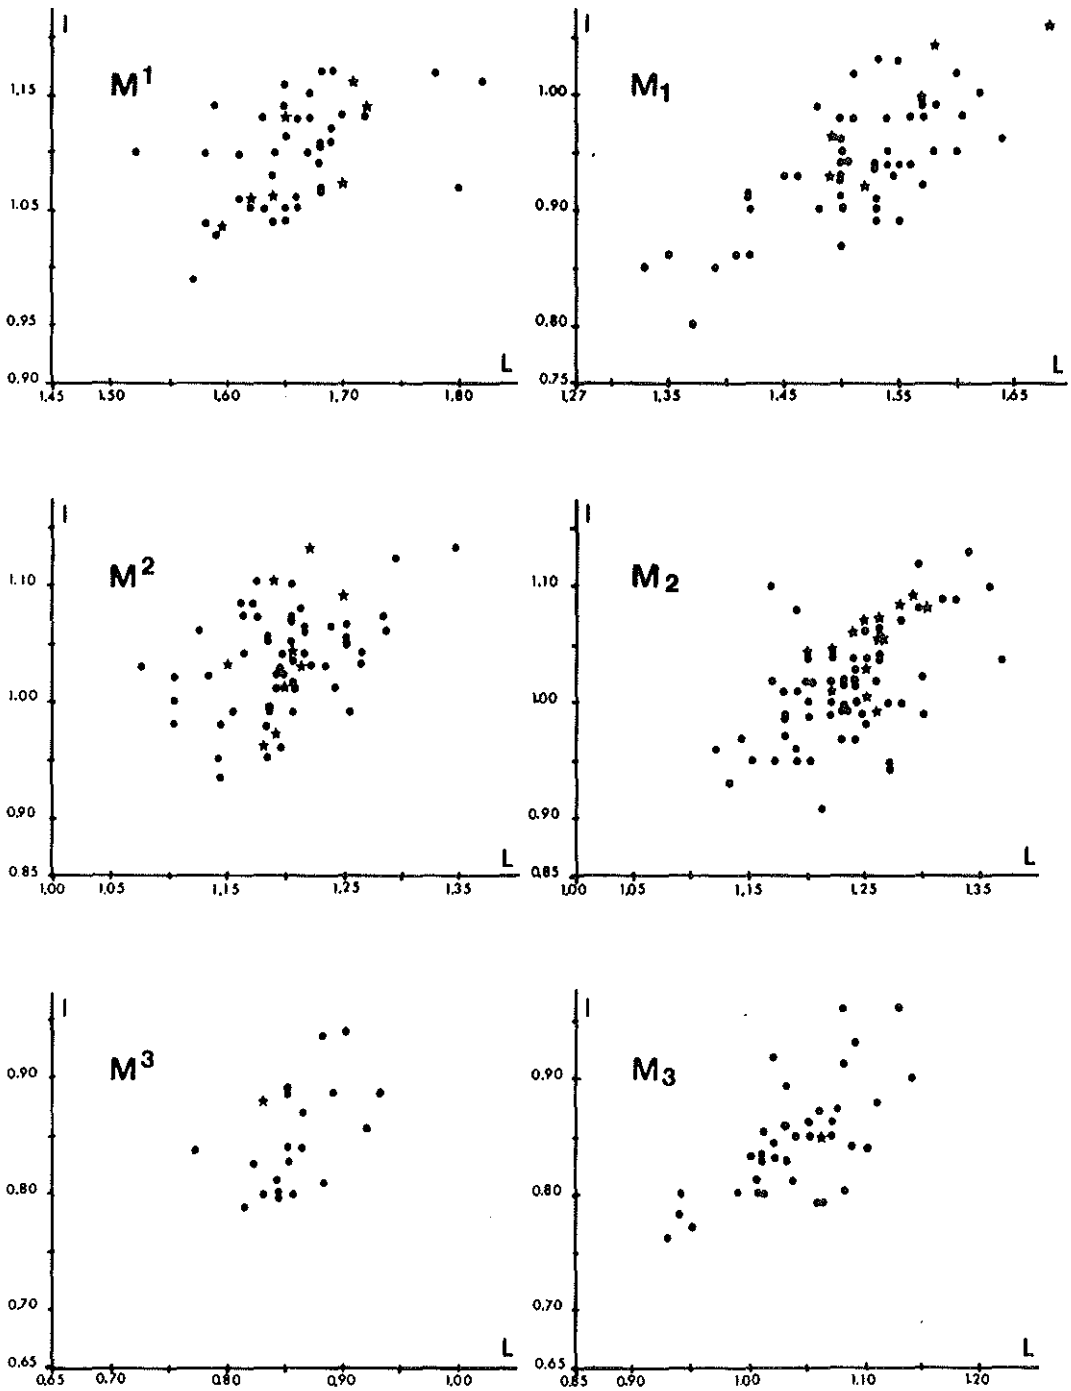 I
M¹
1,15
1.05
0.95
0.90
L
1,45 1,50 1,60 1,70 1,80
I
M₁
1.00
0.90
0,80
0.75
L
1,27 1,35 1,45 1,55 1,65
I
M²
1.10
1.00
0,90
0.85
L
1.00 1,05 1,15 1,25 1,35
I
M₂
1,10
1.00
0.90
0.85
L
1,00 1,05 1,15 1,25 1,35
I
M³
0,90
0.80
0.70
0.65
L
0,65 0,70 0,80 0,90 1,00
I
M₃
0,90
0.80
0,70
0.65
L
0.85 0.90 1.00 1.10 1.20